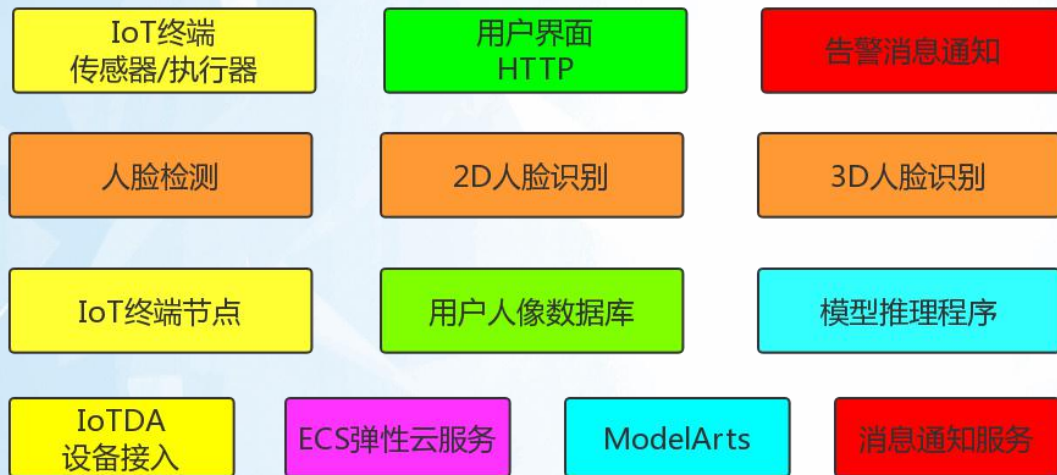 IoT终端
传感器/执行器
用户界面
HTTP
告警消息通知
人脸检测
2D人脸识别
3D人脸识别
IoT终端节点
用户人像数据库
模型推理程序
IoTDA
设备接入
ECS弹性云服务
ModelArts
消息通知服务